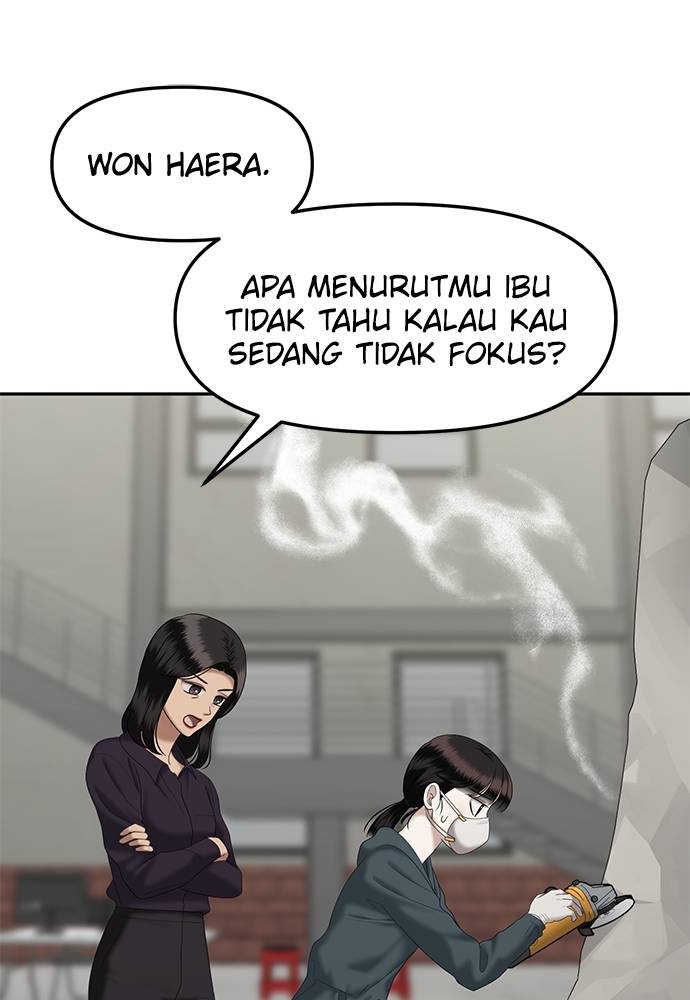 WON HAERA.
APA MENURUTMU IBU
TIDAK TAHU KALAU KAU
SEDANG TIDAK FOKUS?